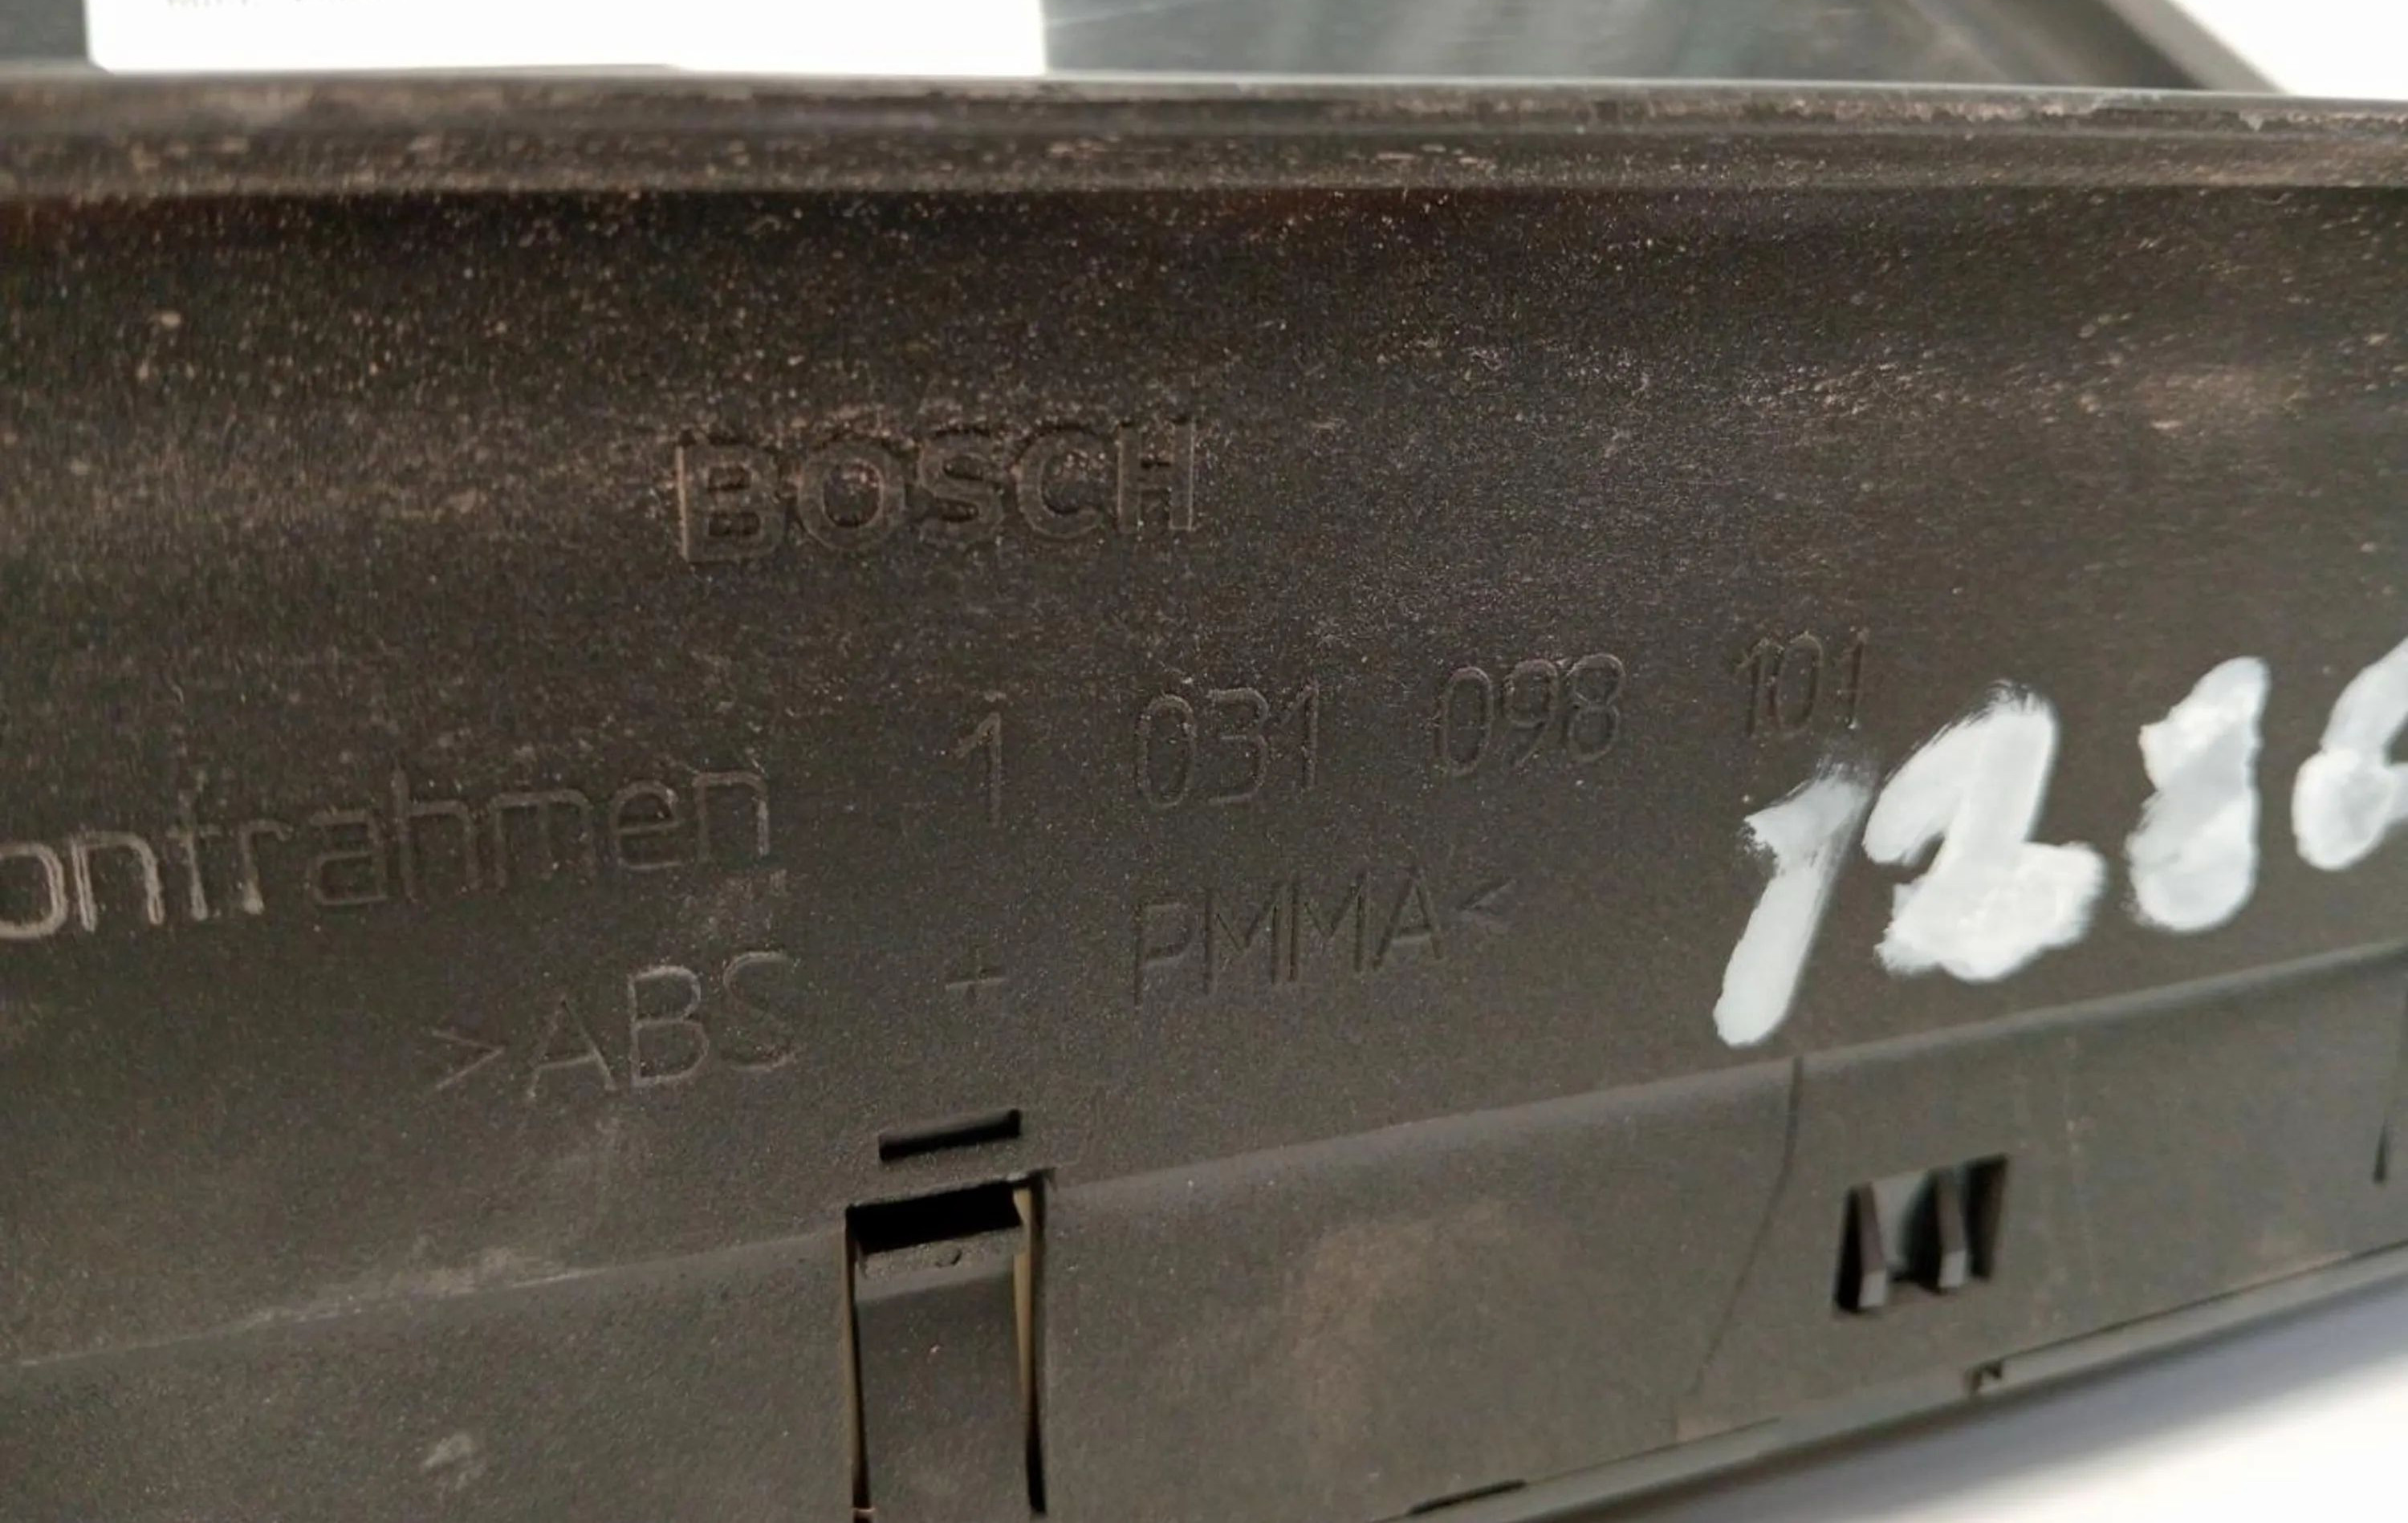 BOSCH
ontrahmen 1 031 098 101
>ABS + PMMA<